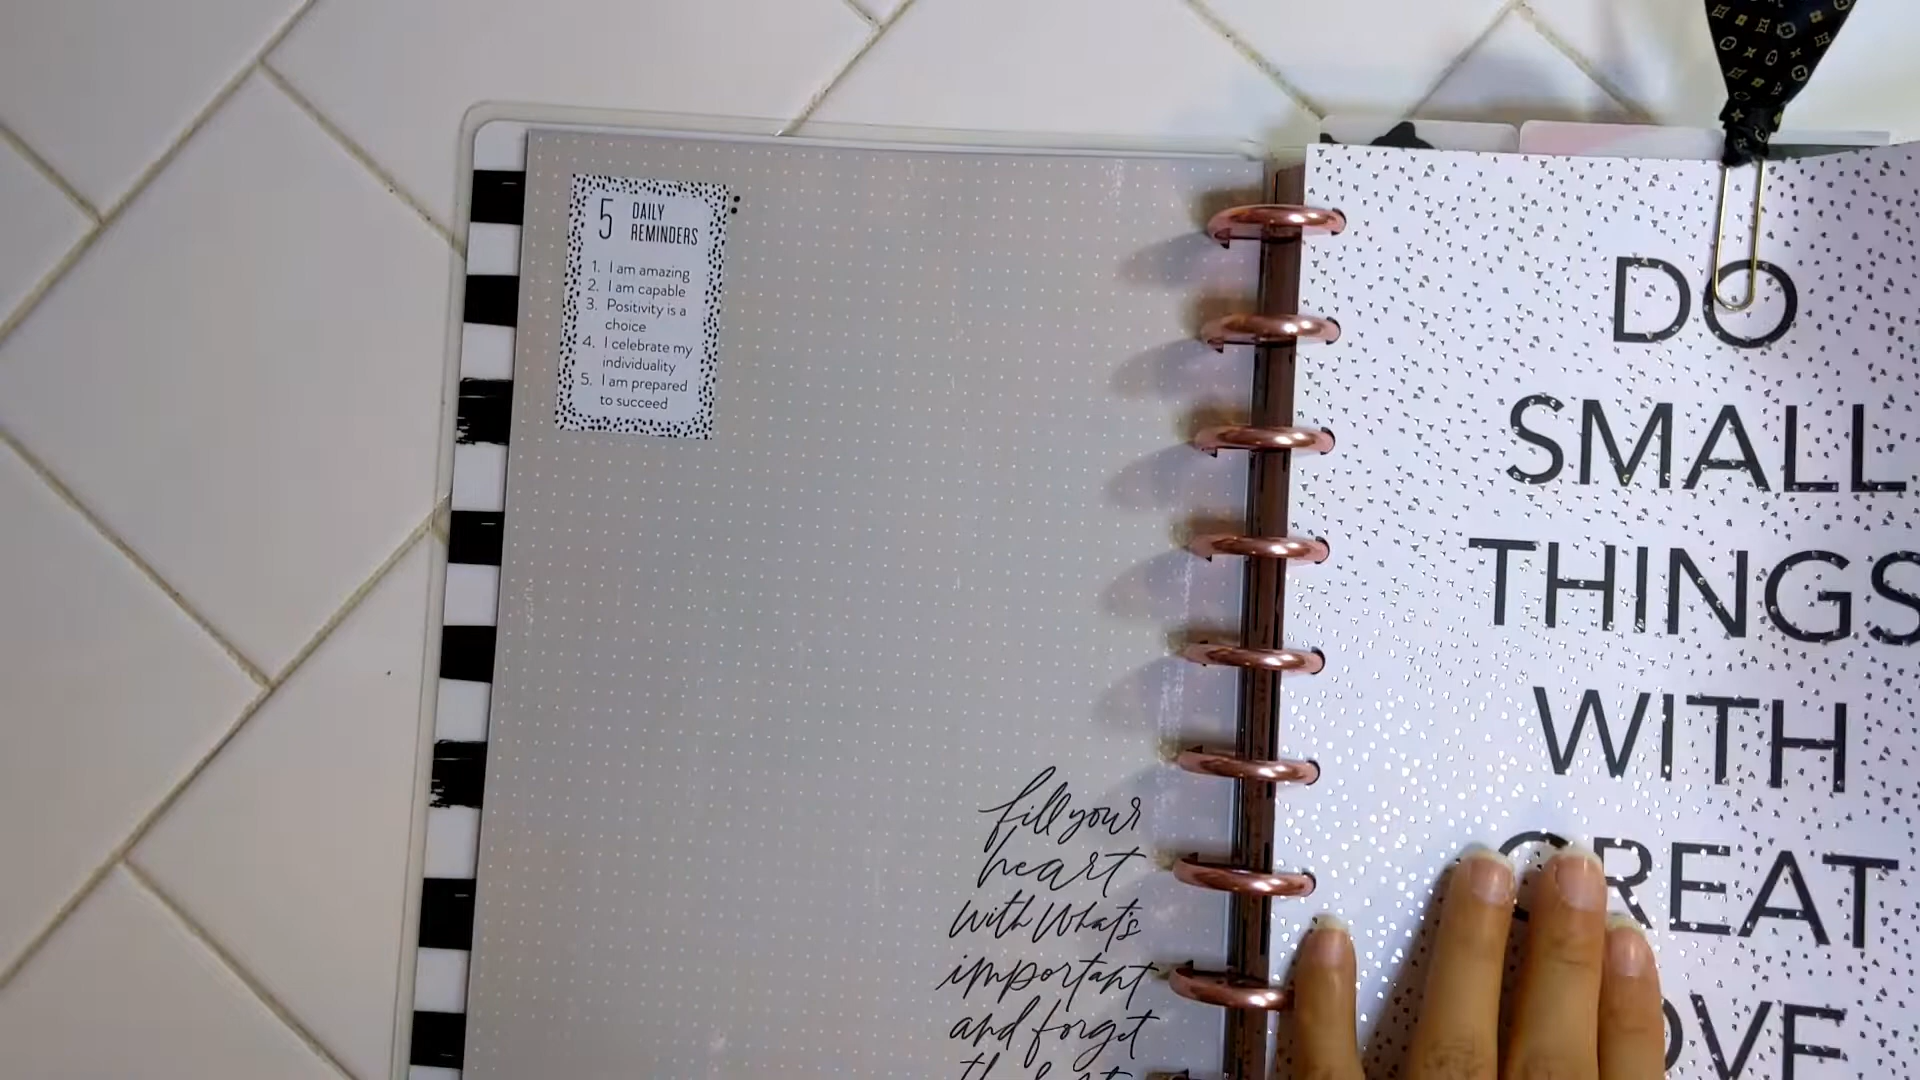 5 DAILY
REMINDERS
1. I am amazing
2. I am capable
3. Positivity is a
choice
4. I celebrate my
individuality
5. I am prepared
to succeed
fill your
heart
with what's
important
and forget
DO
SMALL
THINGS
WITH
GREAT